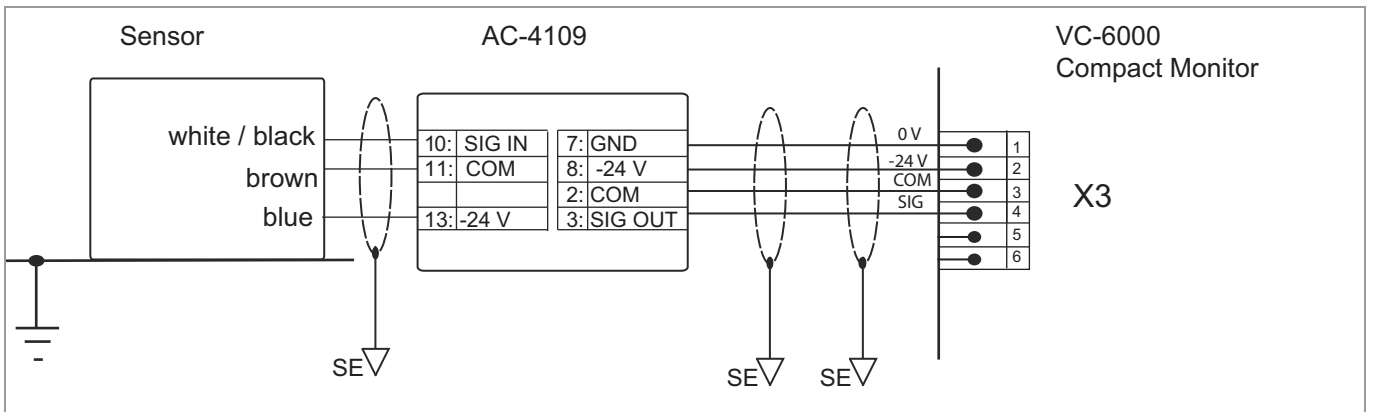 Sensor
AC-4109
VC-6000
Compact Monitor
white / black
brown
blue
10: SIG IN
11: COM
13: -24 V
7: GND
8: -24 V
2: COM
3: SIG OUT
0 V
-24 V
COM
SIG
1
2
3
4
5
6
X3
SE
SE
SE